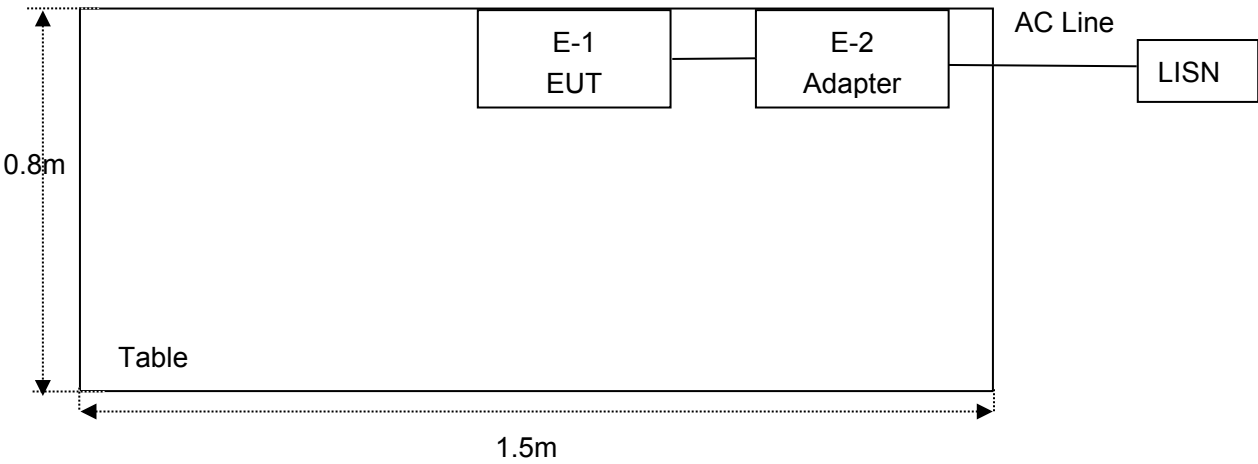 E-1
EUT
E-2
Adapter
AC Line
LISN
0.8m
Table
1.5m